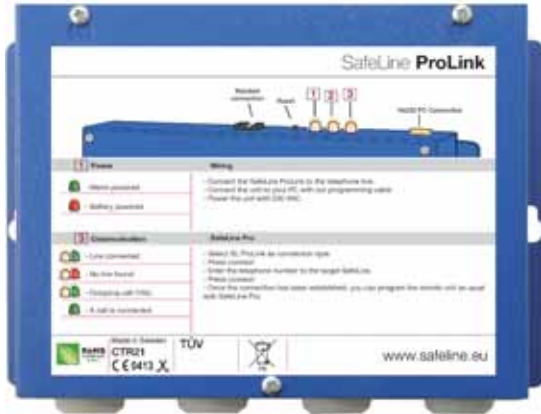 SafeLine ProLink
Handset connection
Reset
1 2 3
RS232 PC Connection
1 Power
- Mains powered
- Battery powered
Wiring
- Connect the SafeLine ProLink to the telephone line.
- Connect the unit to your PC with our programming cable.
- Power the unit with 230 VAC.
3 Communication
- Line connected
- No line found
- Outgoing call
- A call is connected
SafeLine Pro
- Select SL ProLink as connection type.
- Press connect
- Enter the telephone number to the target SafeLine.
- Press connect
- Once the connection has been established, you can program the remote unit as usual
with SafeLine Pro.
RoHS
Made in Sweden
CTR21
CE0413
TÜV
www.safeline.eu